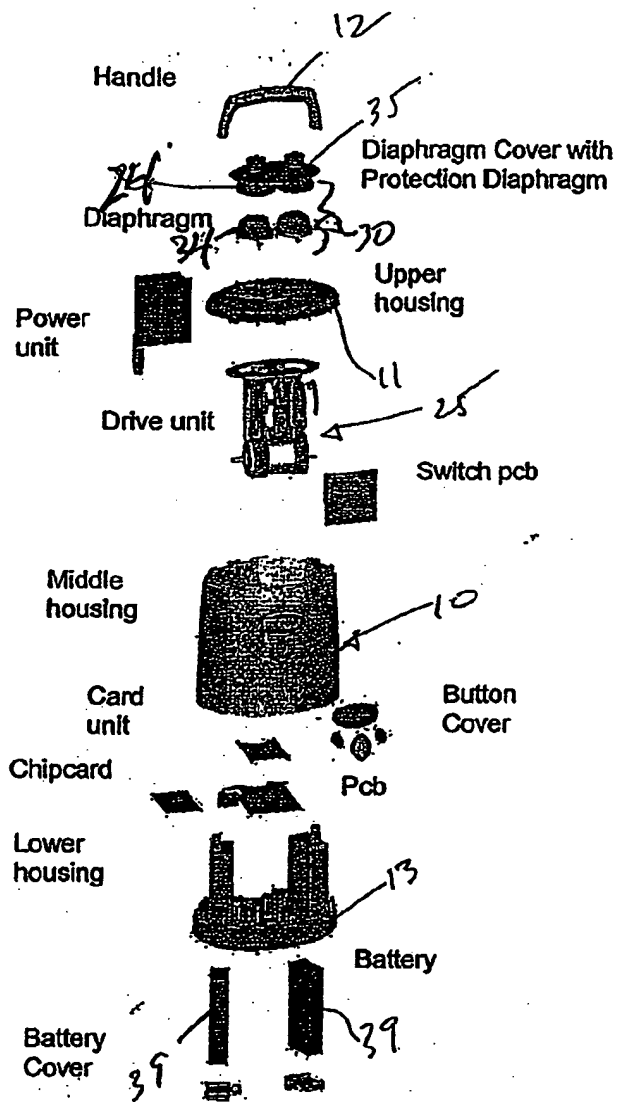 12
Handle
35
Diaphragm Cover with
Protection Diaphragm
Diaphragm
34
30
Upper
housing
Power
unit
11
Drive unit
25
Switch pcb
Middle
housing
10
Card
unit
Button
Cover
Chipcard
Pcb
Lower
housing
13
Battery
39
Battery
Cover
39